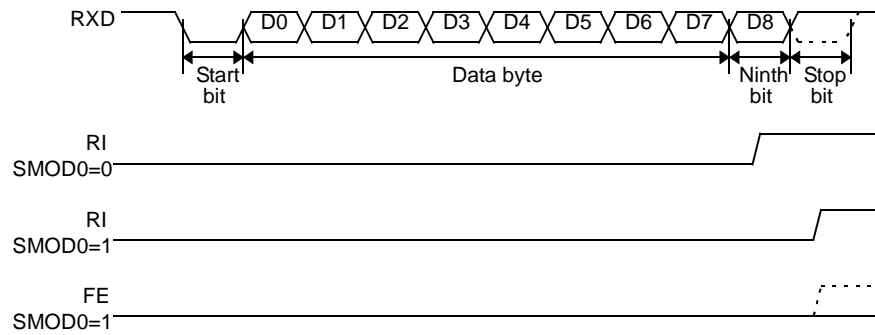 RXD D0 D1 D2 D3 D4 D5 D6 D7 D8
Start bit
Data byte
Ninth bit
Stop bit
RI
SMOD0=0
RI
SMOD0=1
FE
SMOD0=1